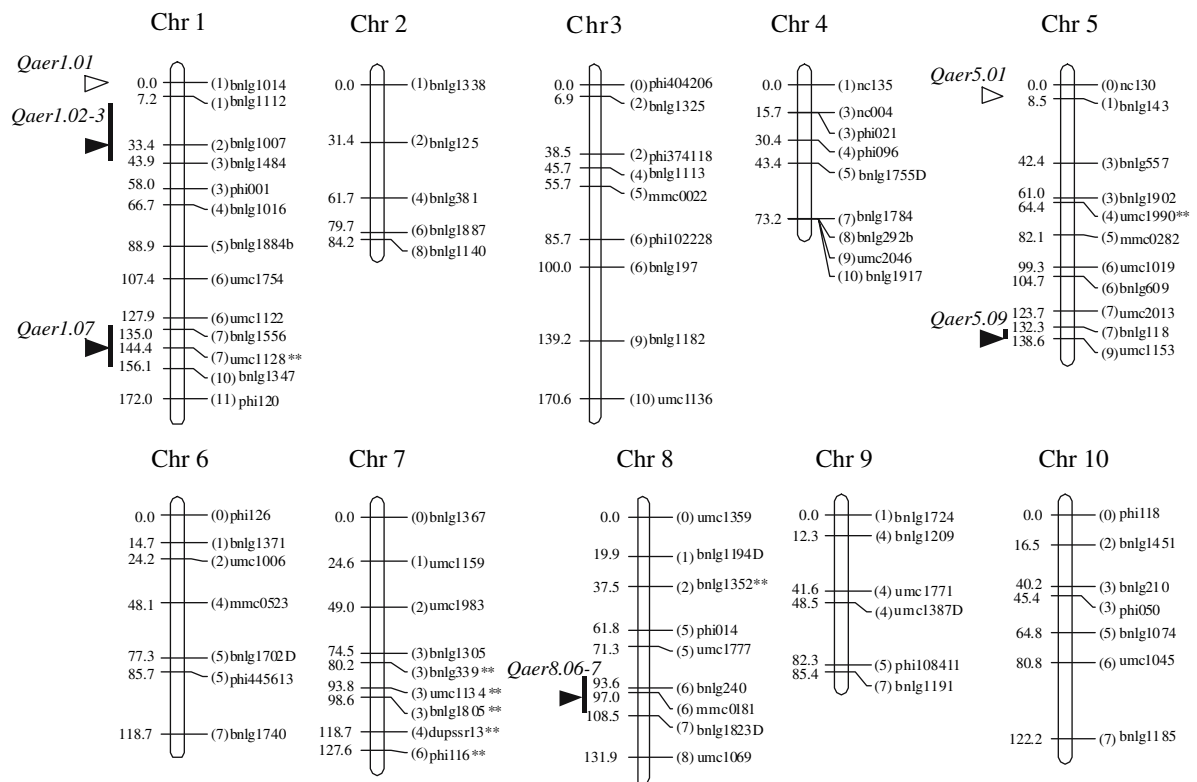 Chr 1
Qaer1.01
0.0 (1) bnlg1014
7.2 (1) bnlg1112
Qaer1.02-3
33.4 (2) bnlg1007
43.9 (3) bnlg1484
58.0 (3) phi001
66.7 (4) bnlg1016
88.9 (5) bnlg1884b
107.4 (6) umc1754
127.9 (6) umc1122
Qaer1.07
135.0 (7) bnlg1556
144.4 (7) umc1128**
156.1 (10) bnlg1347
172.0 (11) phi120
Chr 2
0.0 (1) bnlg1338
31.4 (2) bnlg125
61.7 (4) bnlg381
79.7 (6) bnlg1887
84.2 (8) bnlg1140
Chr3
0.0 (0) phi404206
6.9 (2) bnlg1325
38.5 (2) phi374118
45.7 (4) bnlg1113
55.7 (5) mmc0022
85.7 (6) phi102228
100.0 (6) bnlg197
139.2 (9) bnlg1182
170.6 (10) umc1136
Chr 4
0.0 (1) nc135
15.7 (3) nc004
(3) phi021
30.4 (4) phi096
43.4 (5) bnlg1755D
73.2 (7) bnlg1784
(8) bnlg292b
(9) umc2046
(10) bnlg1917
Chr 5
Qaer5.01
0.0 (0) nc130
8.5 (1) bnlg143
42.4 (3) bnlg557
61.0 (3) bnlg1902
64.4 (4) umc1990**
82.1 (5) mmc0282
99.3 (6) umc1019
104.7 (6) bnlg609
123.7 (7) umc2013
Qaer5.09
132.3 (7) bnlg118
138.6 (9) umc1153
Chr 6
0.0 (0) phi126
14.7 (1) bnlg1371
24.2 (2) umc1006
48.1 (4) mmc0523
77.3 (5) bnlg1702D
85.7 (5) phi445613
118.7 (7) bnlg1740
Chr 7
0.0 (0) bnlg1367
24.6 (1) umc1159
49.0 (2) umc1983
74.5 (3) bnlg1305
80.2 (3) bnlg339**
93.8 (3) umc1134**
98.6 (3) bnlg1805**
118.7 (4) dupssr13**
127.6 (6) phi116**
Chr 8
0.0 (0) umc1359
19.9 (1) bnlg1194D
37.5 (2) bnlg1352**
61.8 (5) phi014
71.3 (5) umc1777
Qaer8.06-7
93.6 (6) bnlg240
97.0 (6) mmc0181
108.5 (7) bnlg1823D
131.9 (8) umc1069
Chr 9
0.0 (1) bnlg1724
12.3 (4) bnlg1209
41.6 (4) umc1771
48.5 (4) umc1387D
82.3 (5) phi108411
85.4 (7) bnlg1191
Chr 10
0.0 (0) phi118
16.5 (2) bnlg1451
40.2 (3) bnlg210
45.4 (3) phi050
64.8 (5) bnlg1074
80.8 (6) umc1045
122.2 (7) bnlg1185